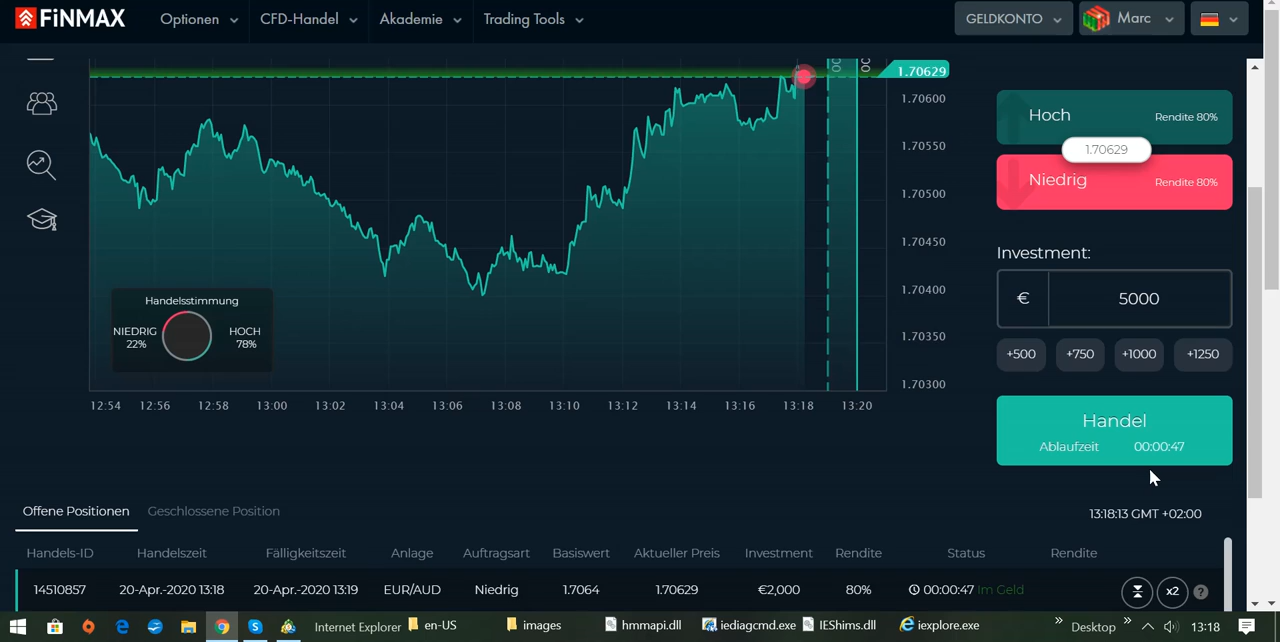 FiNMAX
Optionen
CFD-Handel
Akademie
Trading Tools
GELDKONTO
Marc
1.70629
1.70600
1.70550
1.70500
1.70450
1.70400
1.70350
1.70300
Handelsstimmung
NIEDRIG
22%
HOCH
78%
12:54 12:56 12:58 13:00 13:02 13:04 13:06 13:08 13:10 13:12 13:14 13:16 13:18 13:20
Hoch Rendite 80%
1.70629
Niedrig Rendite 80%
Investment:
€ 5000
+500 +750 +1000 +1250
Handel
Ablaufzeit 00:00:47
Offene Positionen Geschlossene Position
13:18:13 GMT +02:00
Handels-ID Handelszeit Fälligkeitszeit Anlage Auftragsart Basiswert Aktueller Preis Investment Rendite Status Rendite
14510857 20-Apr.-2020 13:18 20-Apr.-2020 13:19 EUR/AUD Niedrig 1.7064 1.70629 €2,000 80% 00:00:47 Im Geld x2 ?
Internet Explorer en-US images hmmapi.dll iediagcmd.exe IEShims.dll iexplore.exe Desktop 13:18